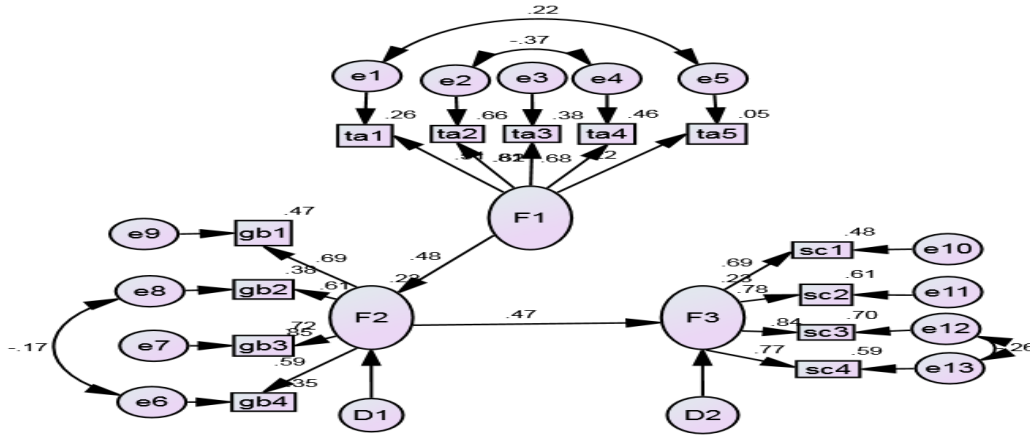 .22
-.37
e1 e2 e3 e4 e5
.26 .66 .38 .46 .05
ta1 ta2 ta3 ta4 ta5
.68
F1
.47
e9 gb1
.48
.48
sc1 e10
.69
.69
.38
.23
.61
e8 gb2
.61
.78
sc2 e11
F2
.47
F3
.72
.85
.84
.70
e7 gb3
sc3 e12
-.17
.59
.77
.59
.26
sc4 e13
.35
e6 gb4
D1 D2